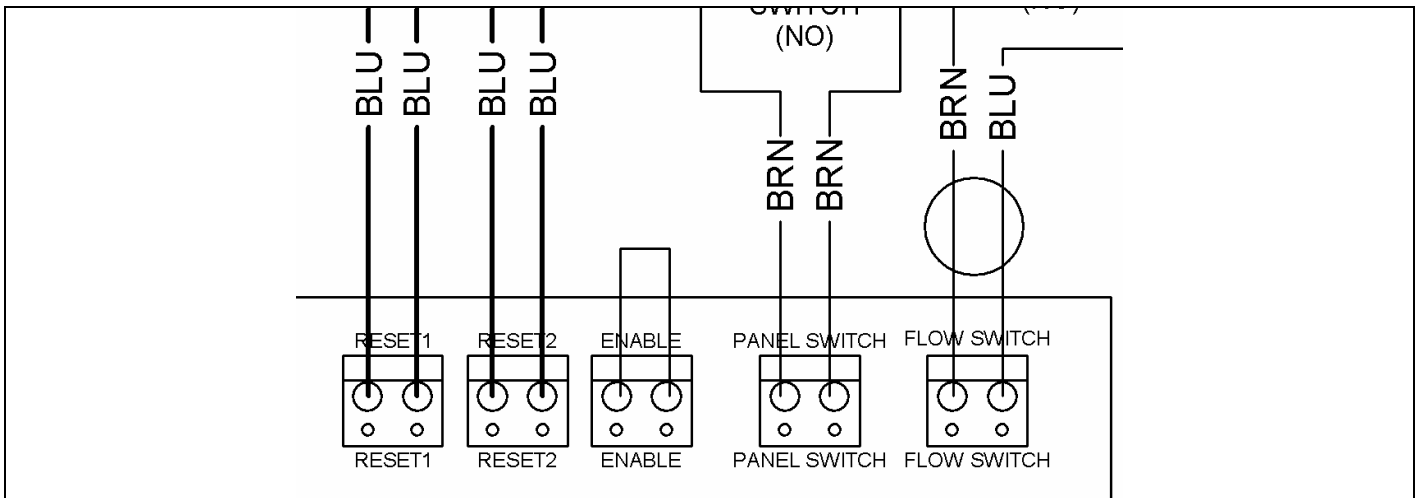 (NO)
BLU
BLU
BLU
BLU
BRN
BRN
BRN
BLU
RESET1
RESET2
ENABLE
PANEL SWITCH
FLOW SWITCH
RESET1
RESET2
ENABLE
PANEL SWITCH
FLOW SWITCH